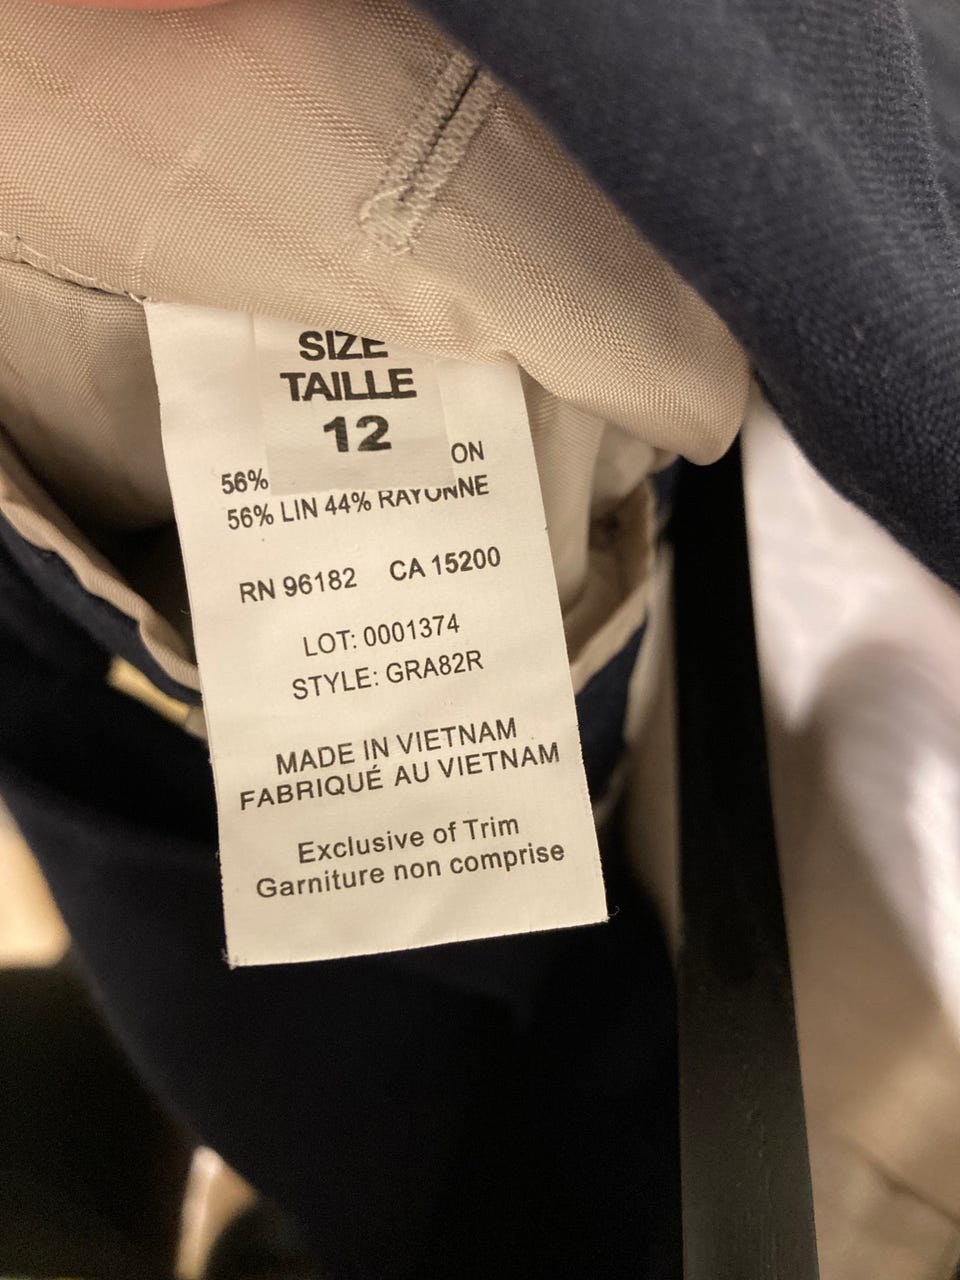 SIZE
TAILLE
12
56% ON
56% LIN 44% RAYONNE
RN 96182 CA 15200
LOT: 0001374
STYLE: GRA82R
MADE IN VIETNAM
FABRIQUÉ AU VIETNAM
Exclusive of Trim
Garniture non comprise